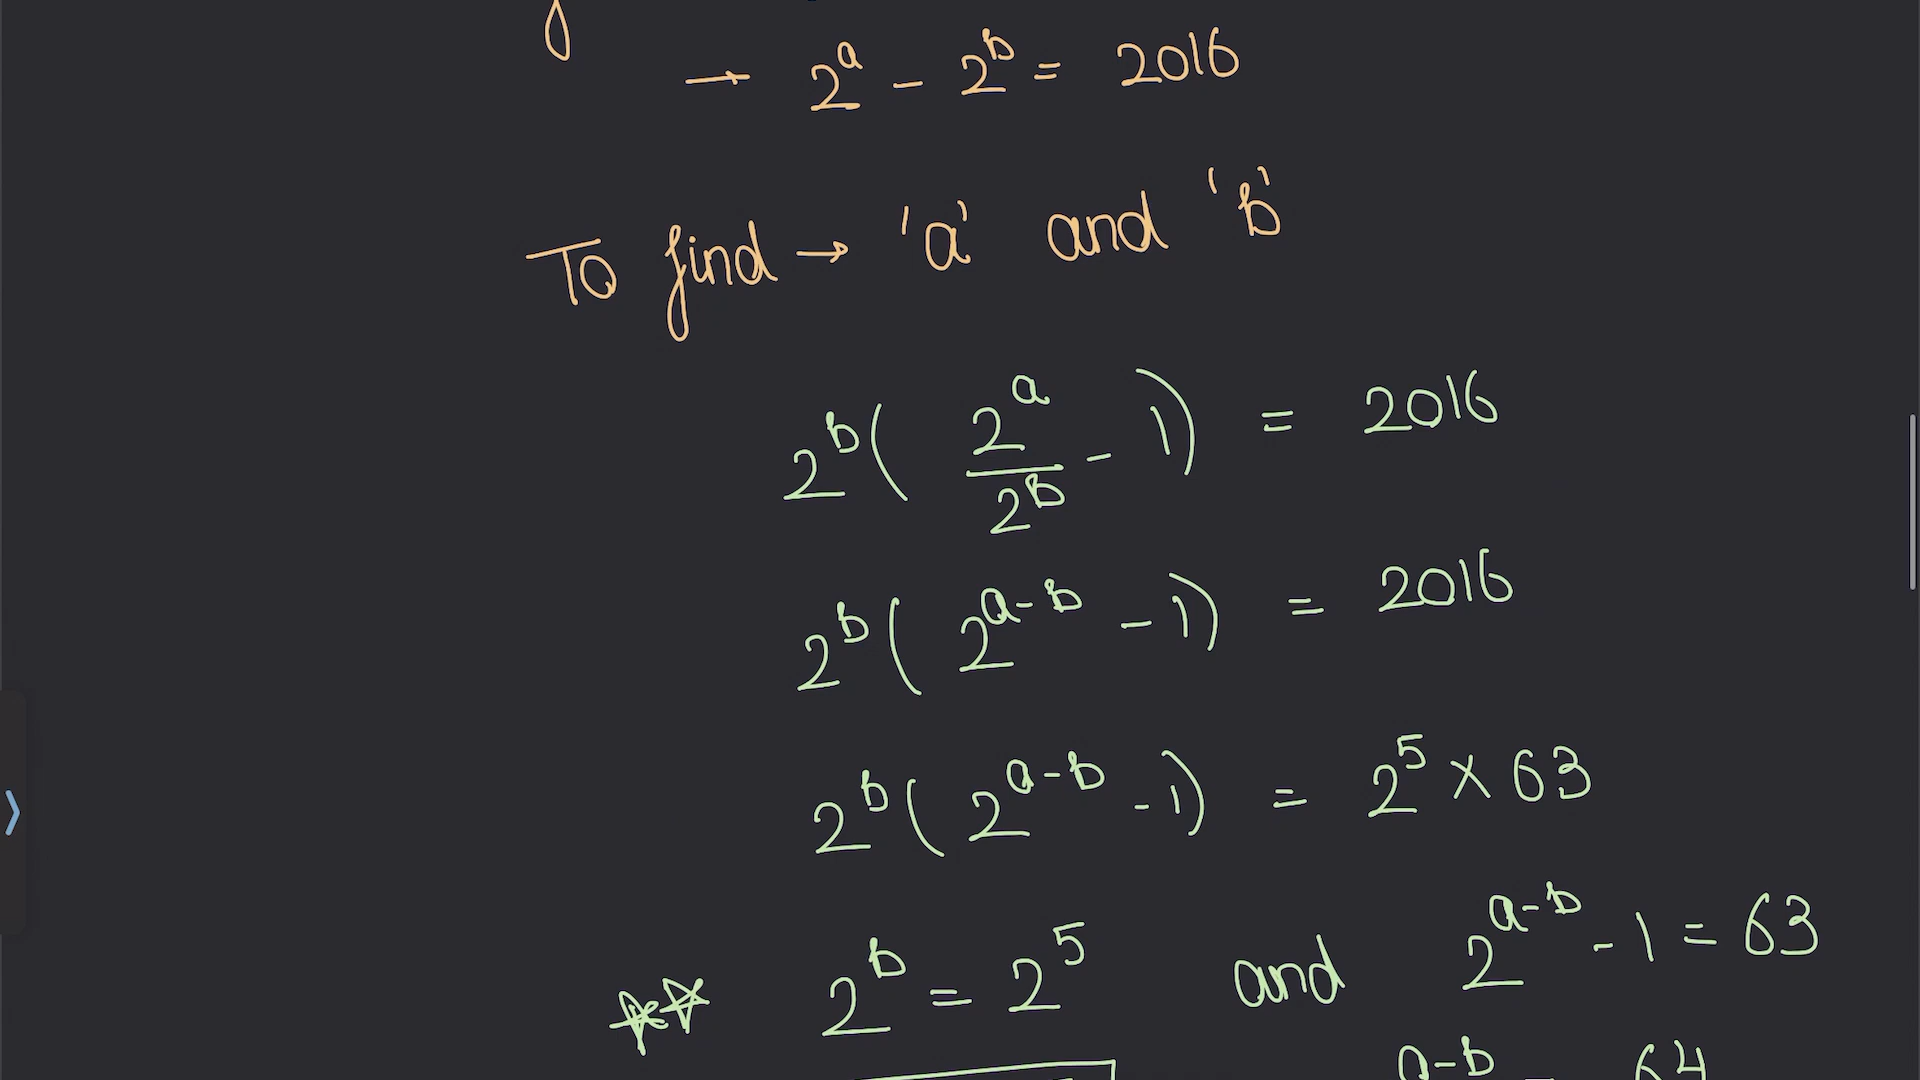 → 2^a - 2^b = 2016
To find → 'a' and 'b'
2^b ( 2^a / 2^b - 1 ) = 2016
2^b ( 2^(a-b) - 1 ) = 2016
2^b ( 2^(a-b) - 1 ) = 2^5 × 63
☆☆ 2^b = 2^5 and 2^(a-b) - 1 = 63
a-b 64